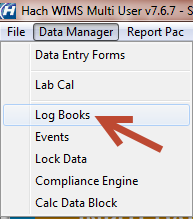 Hach WIMS Multi User v7.6.7 - S
File Data Manager Report Pac
Data Entry Forms
Lab Cal
Log Books
Events
Lock Data
Compliance Engine
Calc Data Block